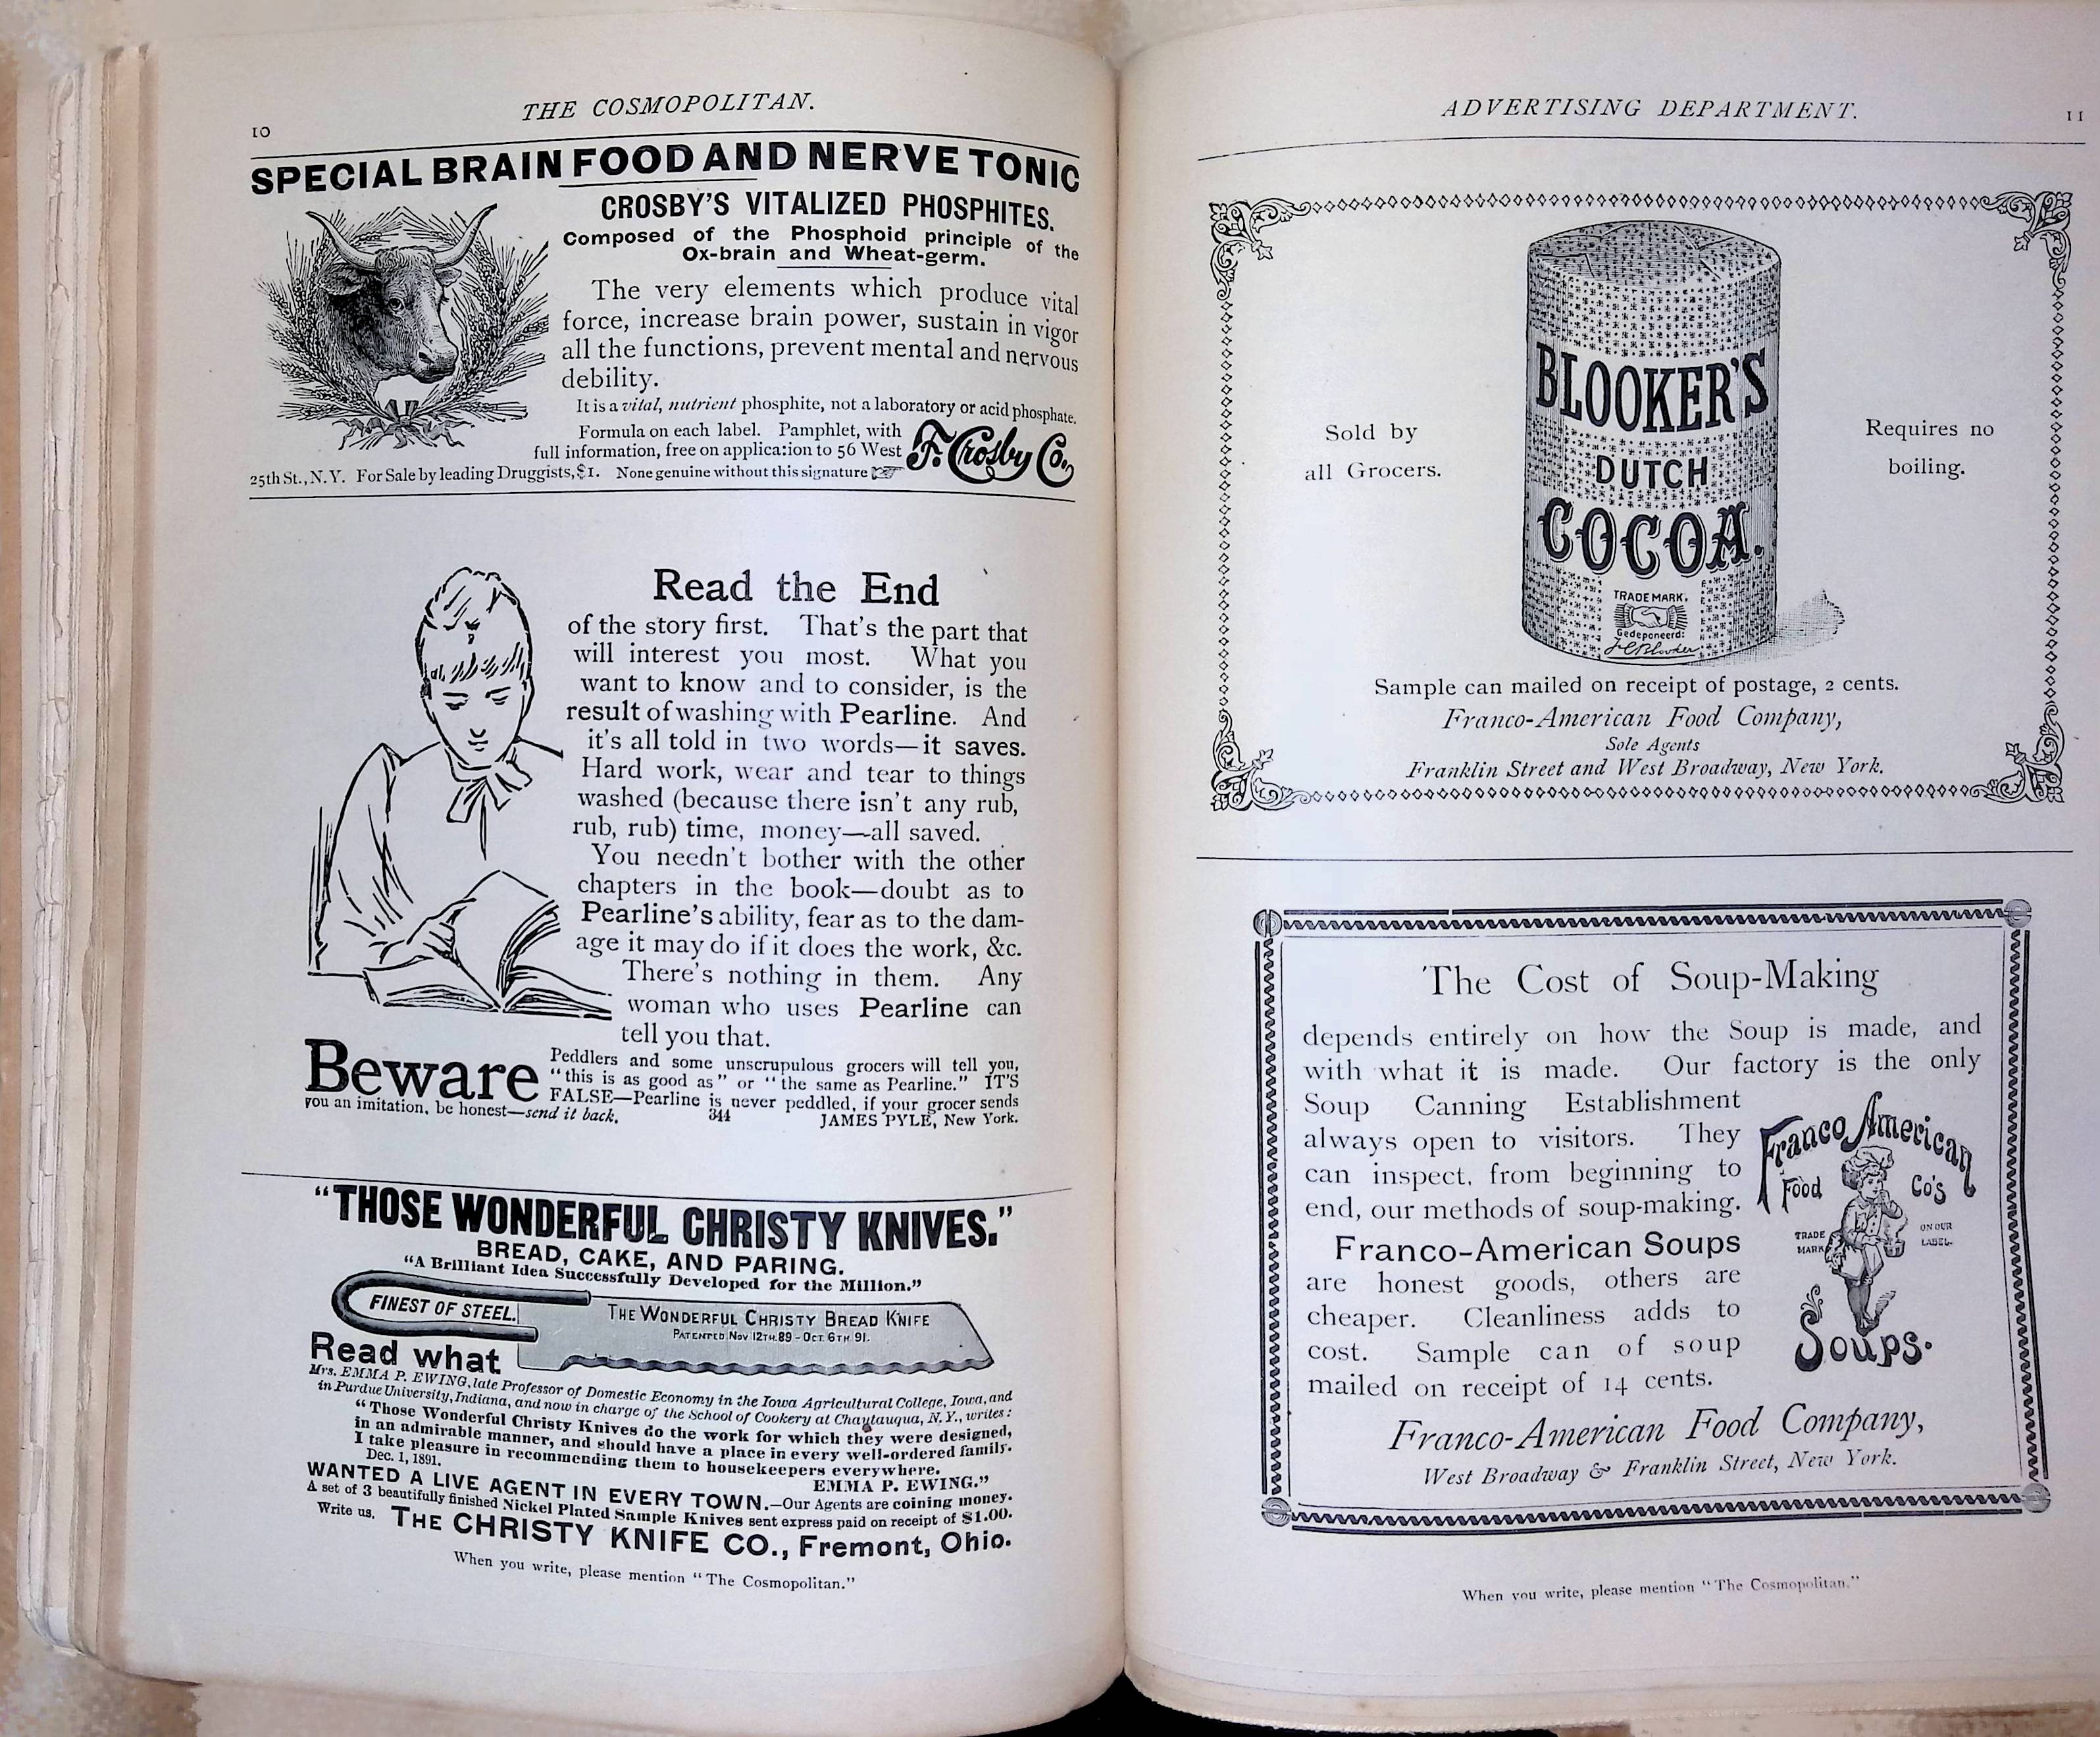 10
THE COSMOPOLITAN.
SPECIAL BRAIN FOOD AND NERVE TONIC
CROSBY'S VITALIZED PHOSPHITES.
Composed of the Phosphoid principle of the
Ox-brain and Wheat-germ.
The very elements which produce vital
force, increase brain power, sustain in vigor
all the functions, prevent mental and nervous
debility.
It is a vital, nutrient phosphite, not a laboratory or acid phosphate.
Formula on each label. Pamphlet, with
full information, free on application to 56 West
25th St., N.Y. For Sale by leading Druggists, $1. None genuine without this signature
F. Crosby Co.
Read the End
of the story first. That's the part that
will interest you most. What you
want to know and to consider, is the
result of washing with Pearline. And
it's all told in two words—it saves.
Hard work, wear and tear to things
washed (because there isn't any rub,
rub, rub) time, money—all saved.
You needn't bother with the other
chapters in the book—doubt as to
Pearline's ability, fear as to the dam-
age it may do if it does the work, &c.
There's nothing in them. Any
woman who uses Pearline can
tell you that.
Beware
Peddlers and some unscrupulous grocers will tell you,
"this is as good as" or "the same as Pearline." IT'S
FALSE—Pearline is never peddled, if your grocer sends
you an imitation, be honest—send it back. 344 JAMES PYLE, New York.
"THOSE WONDERFUL CHRISTY KNIVES."
BREAD, CAKE, AND PARING.
"A Brilliant Idea Successfully Developed for the Million."
FINEST OF STEEL.
THE WONDERFUL CHRISTY BREAD KNIFE
PATENTED NOV 12TH. 89 - OCT. 6TH 91.
Read what
Mrs. EMMA P. EWING, late Professor of Domestic Economy in the Iowa Agricultural College, Iowa, and
in Purdue University, Indiana, and now in charge of the School of Cookery at Chautauqua, N. Y., writes:
"Those Wonderful Christy Knives do the work for which they were designed,
in an admirable manner, and should have a place in every well-ordered family.
I take pleasure in recommending them to housekeepers everywhere.
Dec. 1, 1891. EMMA P. EWING."
WANTED A LIVE AGENT IN EVERY TOWN.—Our Agents are coining money.
A set of 3 beautifully finished Nickel Plated Sample Knives sent express paid on receipt of $1.00.
Write us. THE CHRISTY KNIFE CO., Fremont, Ohio.
When you write, please mention "The Cosmopolitan."
ADVERTISING DEPARTMENT.
11
BLOOKER'S
DUTCH
COCOA.
TRADE MARK.
Gedeponeerd:
J C Blooker
Sold by
all Grocers.
Requires no
boiling.
Sample can mailed on receipt of postage, 2 cents.
Franco-American Food Company,
Sole Agents
Franklin Street and West Broadway, New York.
The Cost of Soup-Making
depends entirely on how the Soup is made, and
with what it is made. Our factory is the only
Soup Canning Establishment
always open to visitors. They
can inspect, from beginning to
end, our methods of soup-making.
Franco-American Soups
are honest goods, others are
cheaper. Cleanliness adds to
cost. Sample can of soup
mailed on receipt of 14 cents.
Franco American
Food Co's
TRADE MARK
ON OUR LABEL.
Soups.
Franco-American Food Company,
West Broadway & Franklin Street, New York.
When you write, please mention "The Cosmopolitan."